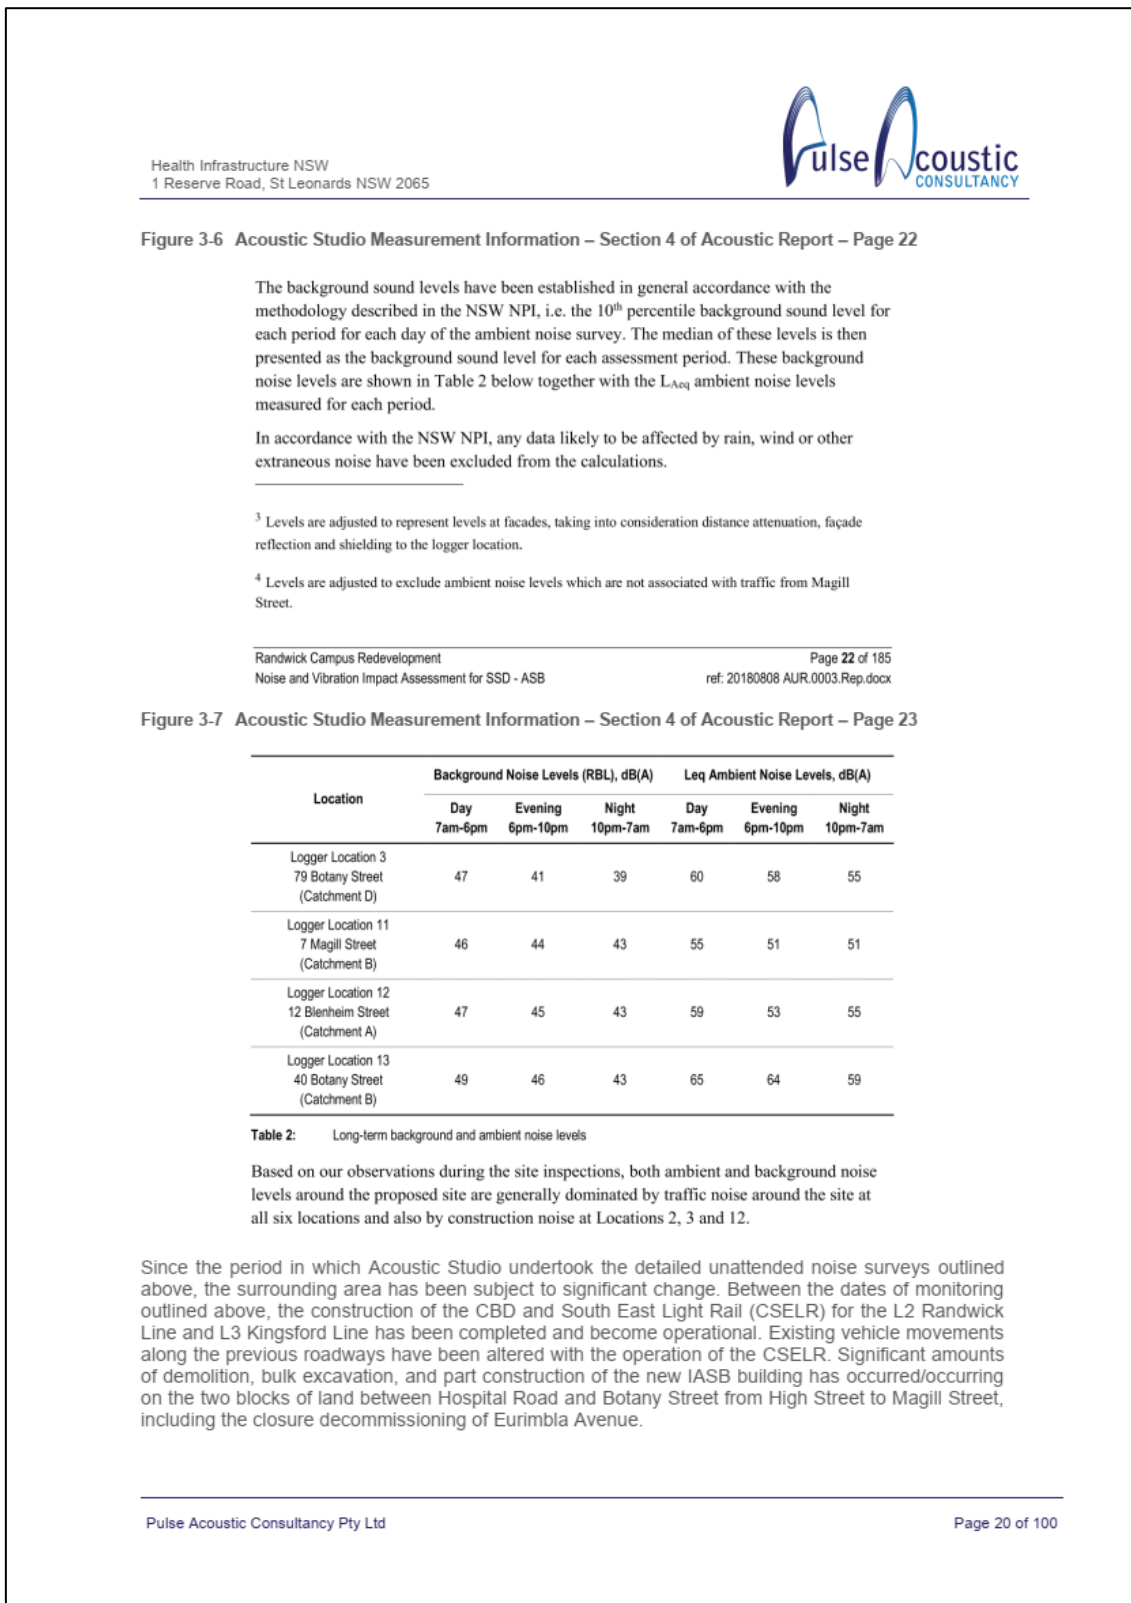 Health Infrastructure NSW
1 Reserve Road, St Leonards NSW 2065
Pulse Acoustic
CONSULTANCY
Figure 3-6 Acoustic Studio Measurement Information – Section 4 of Acoustic Report – Page 22
The background sound levels have been established in general accordance with the
methodology described in the NSW NPI, i.e. the 10th percentile background sound level for
each period for each day of the ambient noise survey. The median of these levels is then
presented as the background sound level for each assessment period. These background
noise levels are shown in Table 2 below together with the LAeq ambient noise levels
measured for each period.
In accordance with the NSW NPI, any data likely to be affected by rain, wind or other
extraneous noise have been excluded from the calculations.
3 Levels are adjusted to represent levels at facades, taking into consideration distance attenuation, façade
reflection and shielding to the logger location.
4 Levels are adjusted to exclude ambient noise levels which are not associated with traffic from Magill
Street.
Randwick Campus Redevelopment Page 22 of 185
Noise and Vibration Impact Assessment for SSD - ASB ref: 20180808 AUR.0003.Rep.docx
Figure 3-7 Acoustic Studio Measurement Information – Section 4 of Acoustic Report – Page 23
Background Noise Levels (RBL), dB(A) Leq Ambient Noise Levels, dB(A)
Location
Day Evening Night Day Evening Night
7am-6pm 6pm-10pm 10pm-7am 7am-6pm 6pm-10pm 10pm-7am
Logger Location 3
79 Botany Street 47 41 39 60 58 55
(Catchment D)
Logger Location 11
7 Magill Street 46 44 43 55 51 51
(Catchment B)
Logger Location 12
12 Blenheim Street 47 45 43 59 53 55
(Catchment A)
Logger Location 13
40 Botany Street 49 46 43 65 64 59
(Catchment B)
Table 2: Long-term background and ambient noise levels
Based on our observations during the site inspections, both ambient and background noise
levels around the proposed site are generally dominated by traffic noise around the site at
all six locations and also by construction noise at Locations 2, 3 and 12.
Since the period in which Acoustic Studio undertook the detailed unattended noise surveys outlined
above, the surrounding area has been subject to significant change. Between the dates of monitoring
outlined above, the construction of the CBD and South East Light Rail (CSELR) for the L2 Randwick
Line and L3 Kingsford Line has been completed and become operational. Existing vehicle movements
along the previous roadways have been altered with the operation of the CSELR. Significant amounts
of demolition, bulk excavation, and part construction of the new IASB building has occurred/occurring
on the two blocks of land between Hospital Road and Botany Street from High Street to Magill Street,
including the closure decommissioning of Eurimbla Avenue.
Pulse Acoustic Consultancy Pty Ltd Page 20 of 100